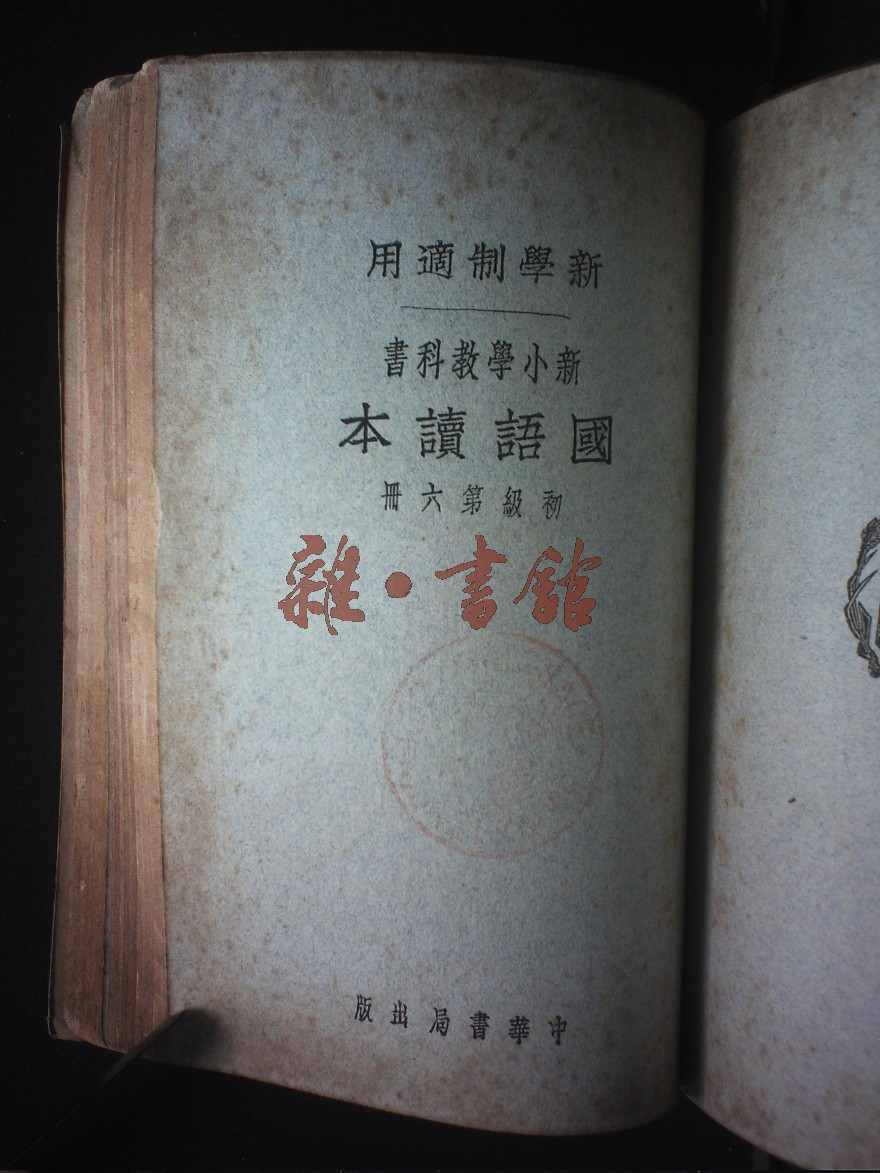 新學制適用
新小學教科書
國語讀本
初級第六冊
雜·書館
中華書局出版